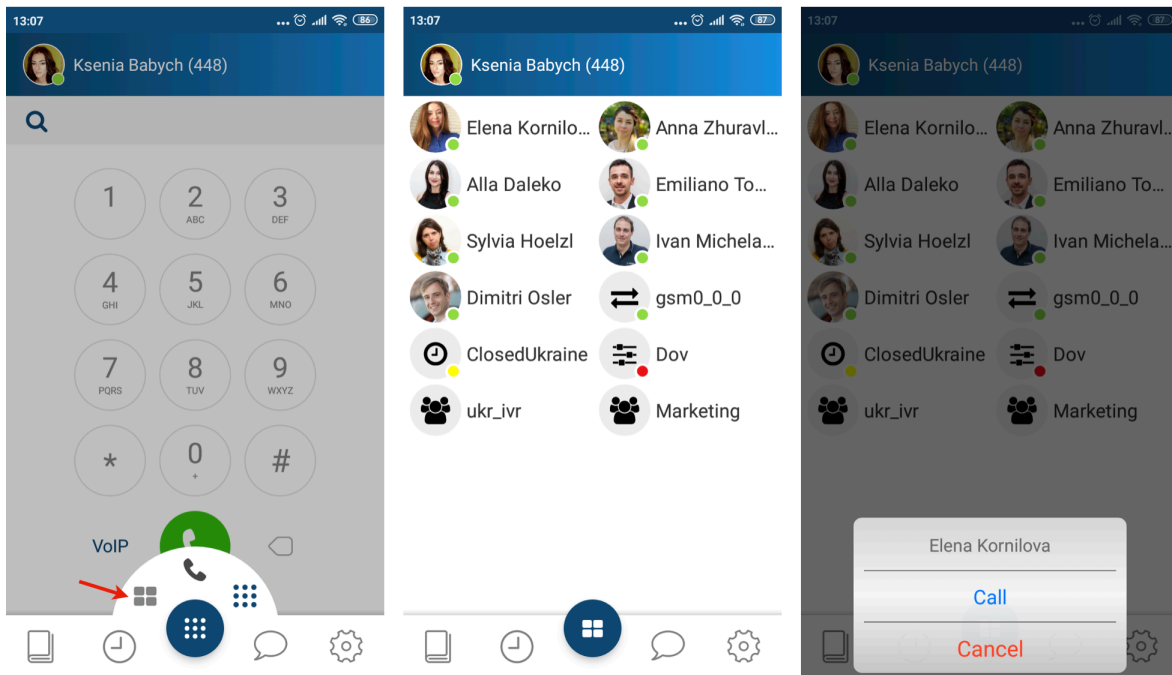 13:07 ... 86
Ksenia Babych (448)
1
2
ABC
3
DEF
4
GHI
5
JKL
6
MNO
7
PQRS
8
TUV
9
WXYZ
*
0
+
#
VoIP
13:07 ... 87
Ksenia Babych (448)
Elena Kornilo... Anna Zhuravl...
Alla Daleko Emiliano To...
Sylvia Hoelzl Ivan Michela...
Dimitri Osler gsm0_0_0
ClosedUkraine Dov
ukr_ivr Marketing
13:07 ... 87
Ksenia Babych (448)
Elena Kornilo... Anna Zhuravl...
Alla Daleko Emiliano To...
Sylvia Hoelzl Ivan Michela...
Dimitri Osler gsm0_0_0
ClosedUkraine Dov
ukr_ivr Marketing
Elena Kornilova
Call
Cancel